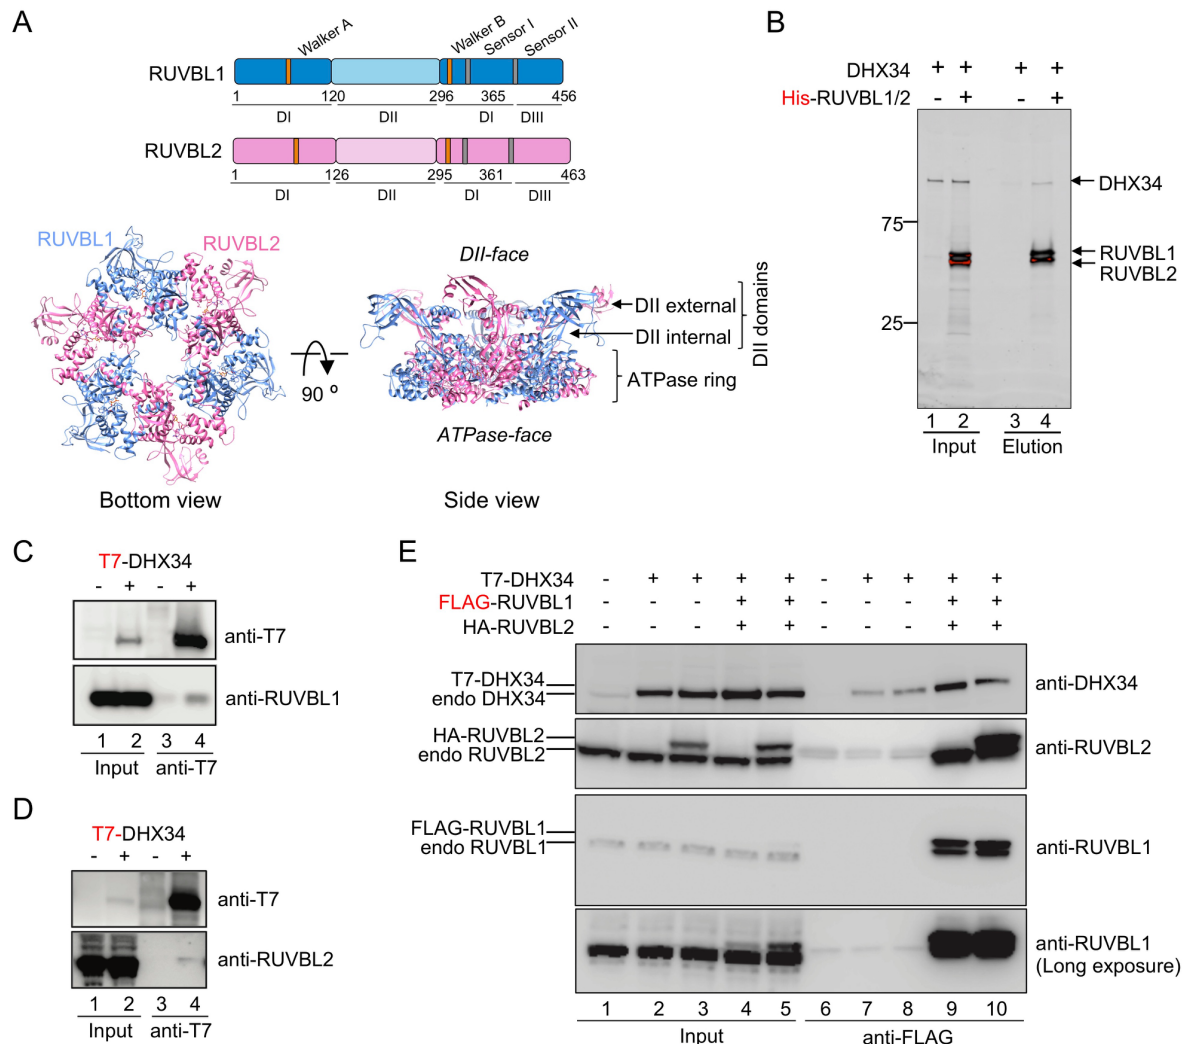 A
Walker A
Walker B
Sensor I
Sensor II
RUVBL1
1 120 296 365 456
DI DII DI DIII
RUVBL2
1 126 295 361 463
DI DII DI DIII
RUVBL1 RUVBL2
90 º
Bottom view
DII-face
DII external
DII internal
DII domains
ATPase ring
ATPase-face
Side view
B
DHX34 + + + +
His-RUVBL1/2 - + - +
DHX34
75
RUVBL1
RUVBL2
25
1 2 3 4
Input Elution
C
T7-DHX34
- + - +
anti-T7
anti-RUVBL1
1 2 3 4
Input anti-T7
D
T7-DHX34
- + - +
anti-T7
anti-RUVBL2
1 2 3 4
Input anti-T7
E
T7-DHX34 - + + + + - + + + +
FLAG-RUVBL1 - - - + + - - - + +
HA-RUVBL2 - - - + + - - - + +
T7-DHX34
endo DHX34
anti-DHX34
HA-RUVBL2
endo RUVBL2
anti-RUVBL2
FLAG-RUVBL1
endo RUVBL1
anti-RUVBL1
anti-RUVBL1
(Long exposure)
1 2 3 4 5 6 7 8 9 10
Input anti-FLAG